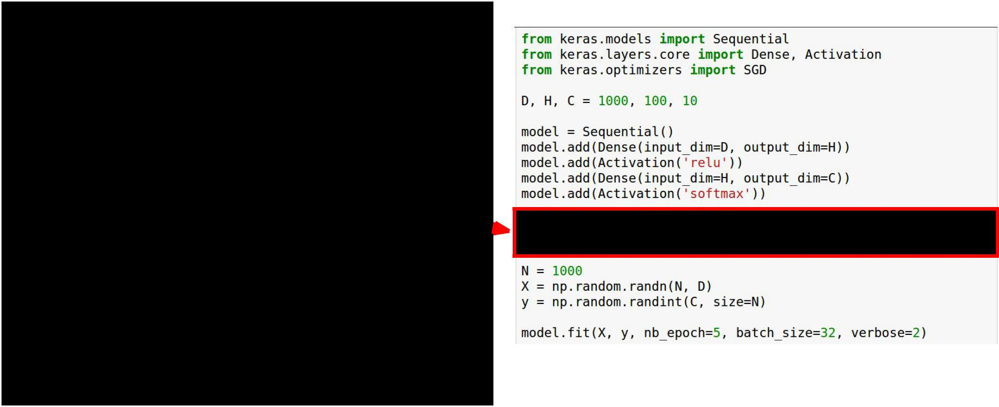 from keras.models import Sequential
from keras.layers.core import Dense, Activation
from keras.optimizers import SGD
D, H, C = 1000, 100, 10
model = Sequential()
model.add(Dense(input_dim=D, output_dim=H))
model.add(Activation('relu'))
model.add(Dense(input_dim=H, output_dim=C))
model.add(Activation('softmax'))
N = 1000
X = np.random.randn(N, D)
y = np.random.randint(C, size=N)
model.fit(X, y, nb_epoch=5, batch_size=32, verbose=2)